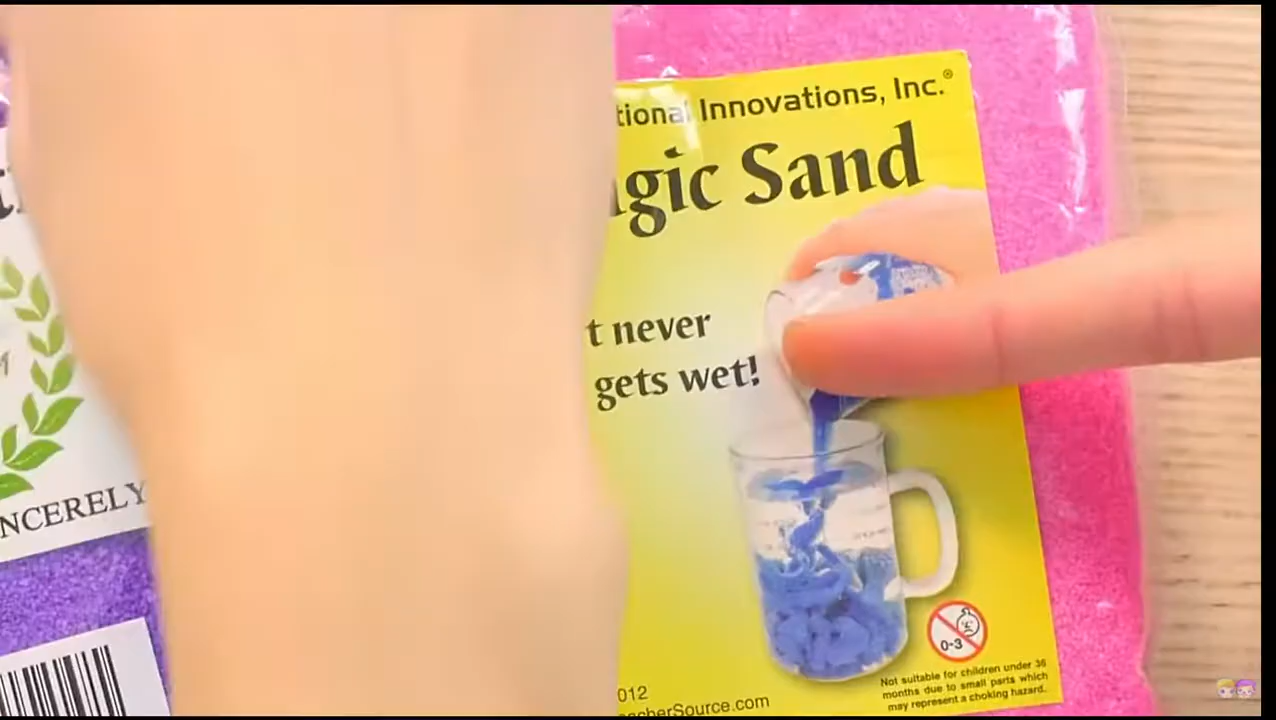 tional Innovations, Inc.®
gic Sand
t never
gets wet!
NCERELY
0-3
Not suitable for children under 36
months due to small parts which
may represent a choking hazard.
012
cherSource.com